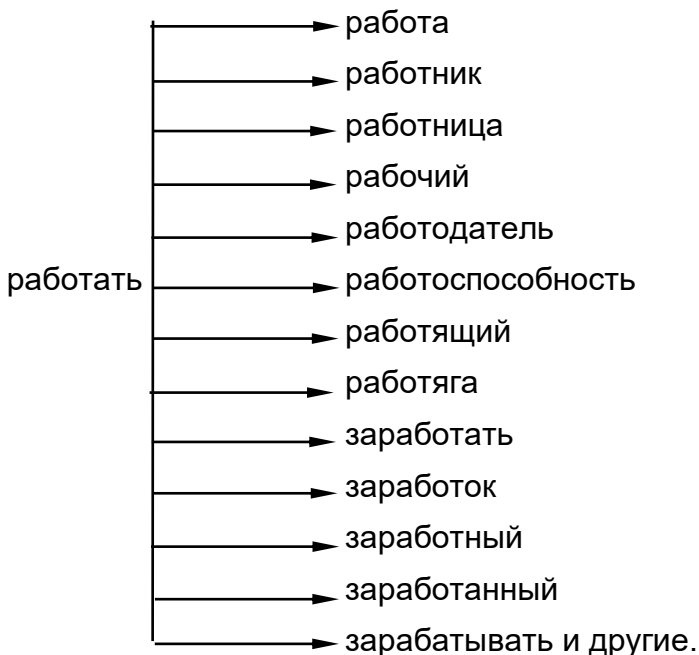 работа
работник
работница
рабочий
работодатель
работать
работоспособность
работящий
работяга
заработать
заработок
заработный
заработанный
зарабатывать и другие.